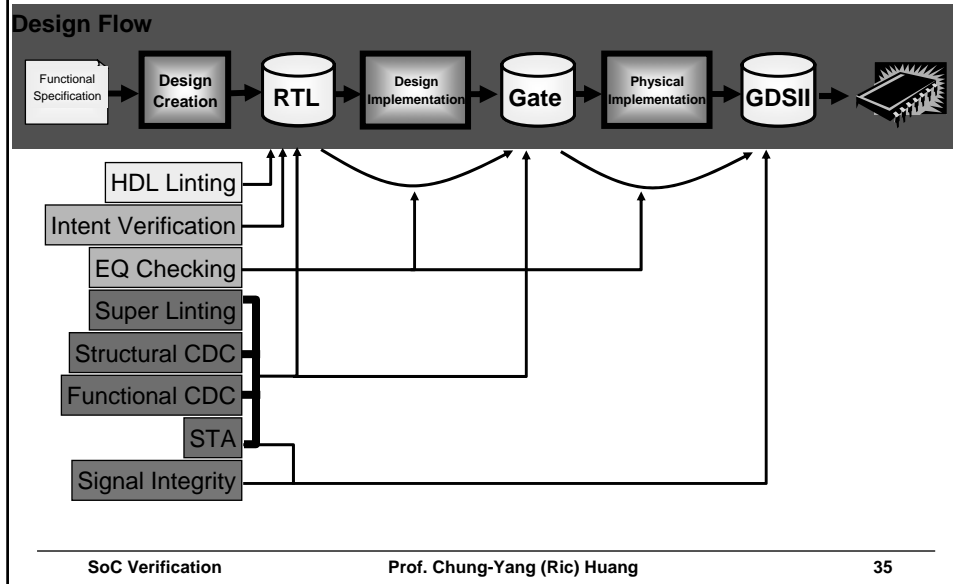 Design Flow
Functional
Specification
Design
Creation
RTL
Design
Implementation
Gate
Physical
Implementation
GDSII
HDL Linting
Intent Verification
EQ Checking
Super Linting
Structural CDC
Functional CDC
STA
Signal Integrity
SoC Verification
Prof. Chung-Yang (Ric) Huang
35